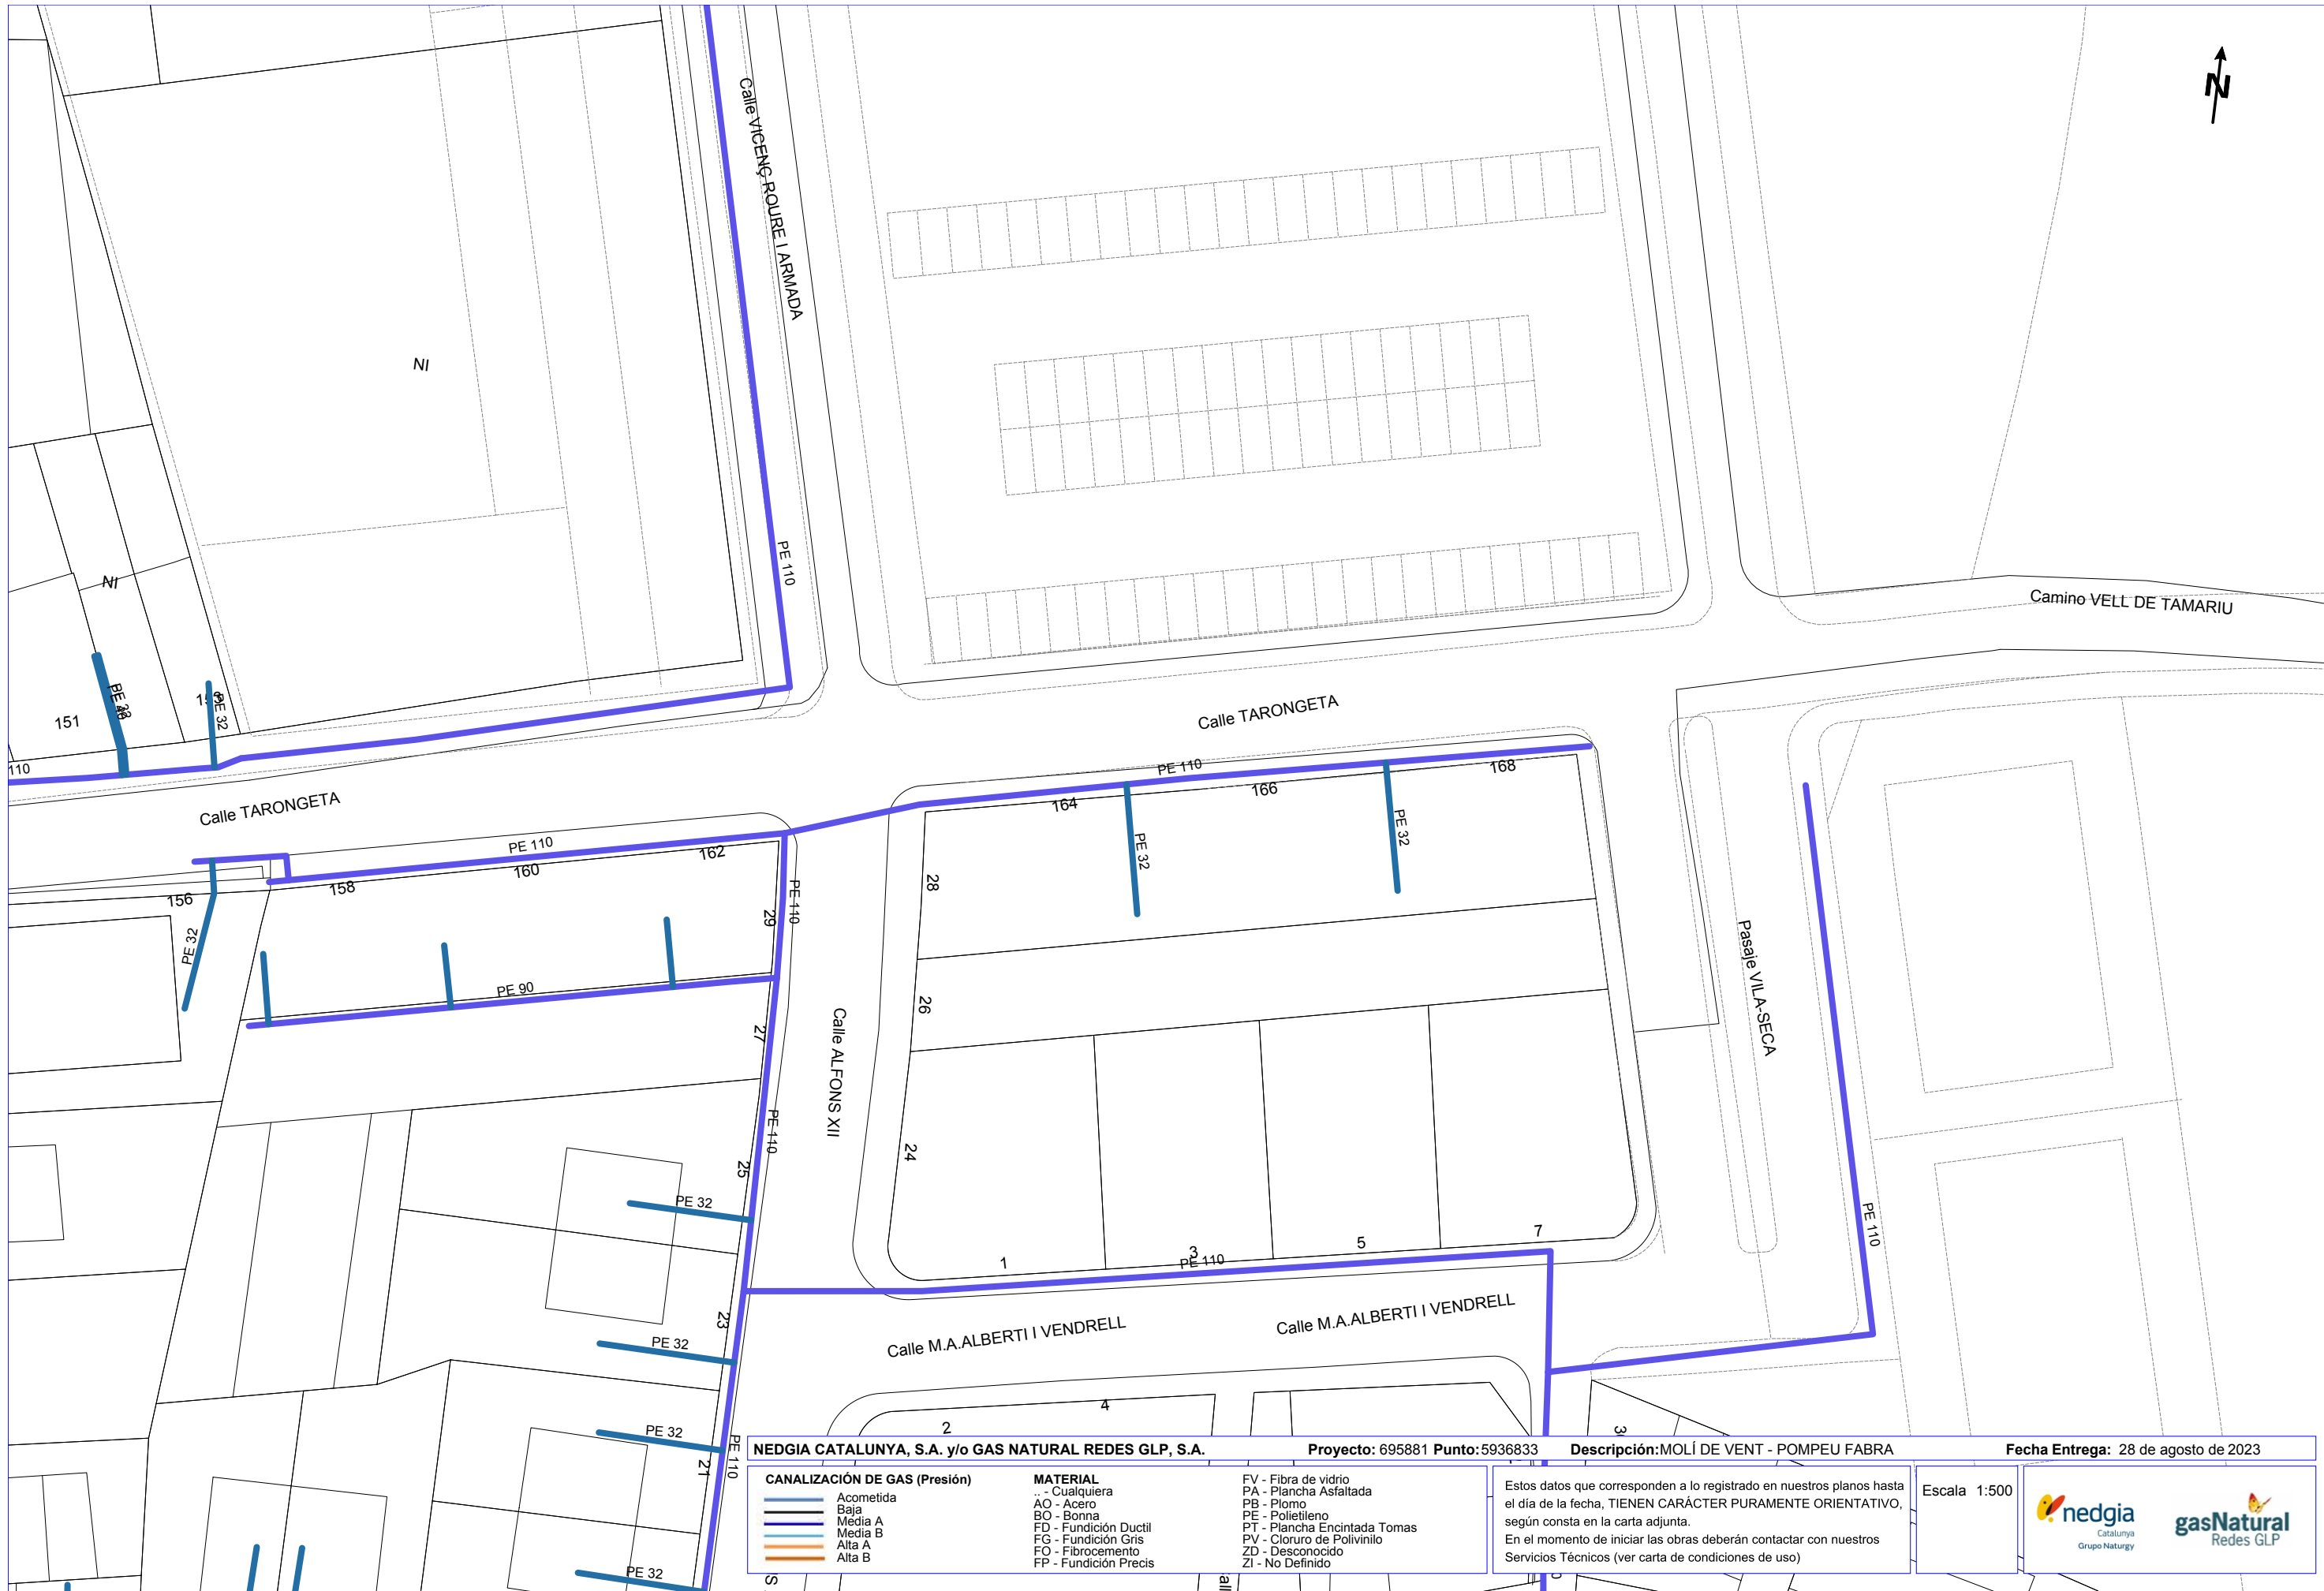 N
Calle VICENÇ ROURE I ARMADA
NI
PE 110
NI
Camino VELL DE TAMARIU
151
PE 32
PE 32
110
Calle TARONGETA
Calle TARONGETA
PE 110
164
166
168
PE 32
PE 32
PE 110
156
158
160
162
PE 32
29
PE 110
28
PE 90
27
26
Calle ALFONS XII
Pasaje VILA-SECA
PE 110
25
24
PE 32
PE 110
1
3
5
7
PE 110
23
PE 32
Calle M.A.ALBERTI I VENDRELL
Calle M.A.ALBERTI I VENDRELL
2
4
PE 32
21
PE 110
PE 32
NEDGIA CATALUNYA, S.A. y/o GAS NATURAL REDES GLP, S.A.
Proyecto: 695881 Punto:5936833
Descripción:MOLÍ DE VENT - POMPEU FABRA
Fecha Entrega: 28 de agosto de 2023
CANALIZACIÓN DE GAS (Presión)
Acometida
Baja
Media A
Media B
Alta A
Alta B
MATERIAL
.. - Cualquiera
AO - Acero
BO - Bonna
FD - Fundición Ductil
FG - Fundición Gris
FO - Fibrocemento
FP - Fundición Precis
FV - Fibra de vidrio
PA - Plancha Asfaltada
PB - Plomo
PE - Polietileno
PT - Plancha Encintada Tomas
PV - Cloruro de Polivinilo
ZD - Desconocido
ZI - No Definido
Estos datos que corresponden a lo registrado en nuestros planos hasta
el día de la fecha, TIENEN CARÁCTER PURAMENTE ORIENTATIVO,
según consta en la carta adjunta.
En el momento de iniciar las obras deberán contactar con nuestros
Servicios Técnicos (ver carta de condiciones de uso)
Escala 1:500
nedgia
Catalunya
Grupo Naturgy
gasNatural
Redes GLP